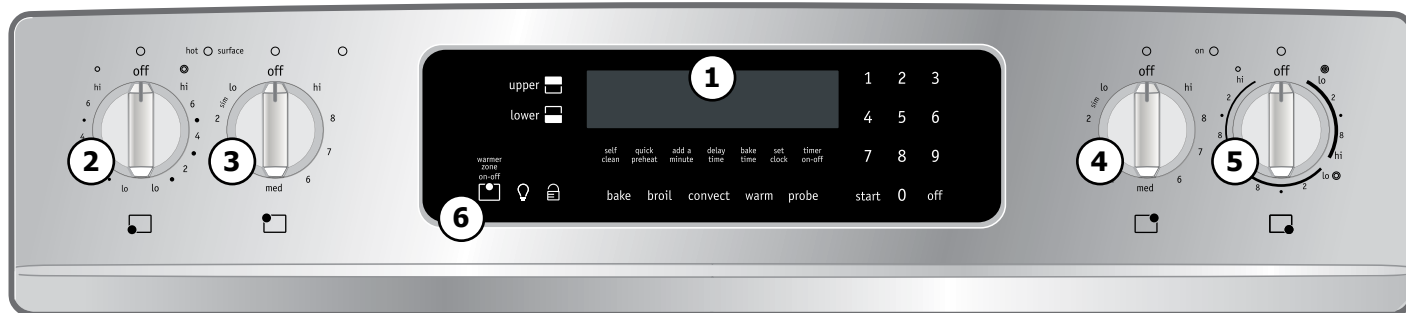 hot surface
off
hi
6
4
lo
hi
6
4
2
lo
2
off
lo
sim
2
med
hi
8
7
6
3
upper
lower
1
1 2 3
4 5 6
self clean
quick preheat
add a minute
delay time
bake time
set clock
timer on-off
7 8 9
warmer zone on-off
bake broil convect warm probe
start 0 off
6
on
off
lo
sim
2
med
hi
8
7
6
4
off
hi
2
8
lo
2
8
hi
lo
2
8
5